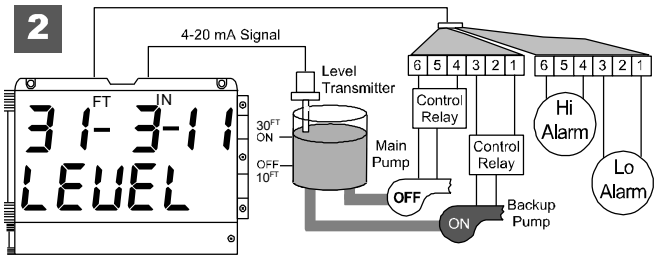 2
4-20 mA Signal
Level
Transmitter
FT IN
31- 3-11
LEVEL
30FT
ON
OFF
10FT
Main
Pump
OFF
ON
Backup
Pump
6 5 4 3 2 1
Control
Relay
Control
Relay
6 5 4 3 2 1
Hi
Alarm
Lo
Alarm